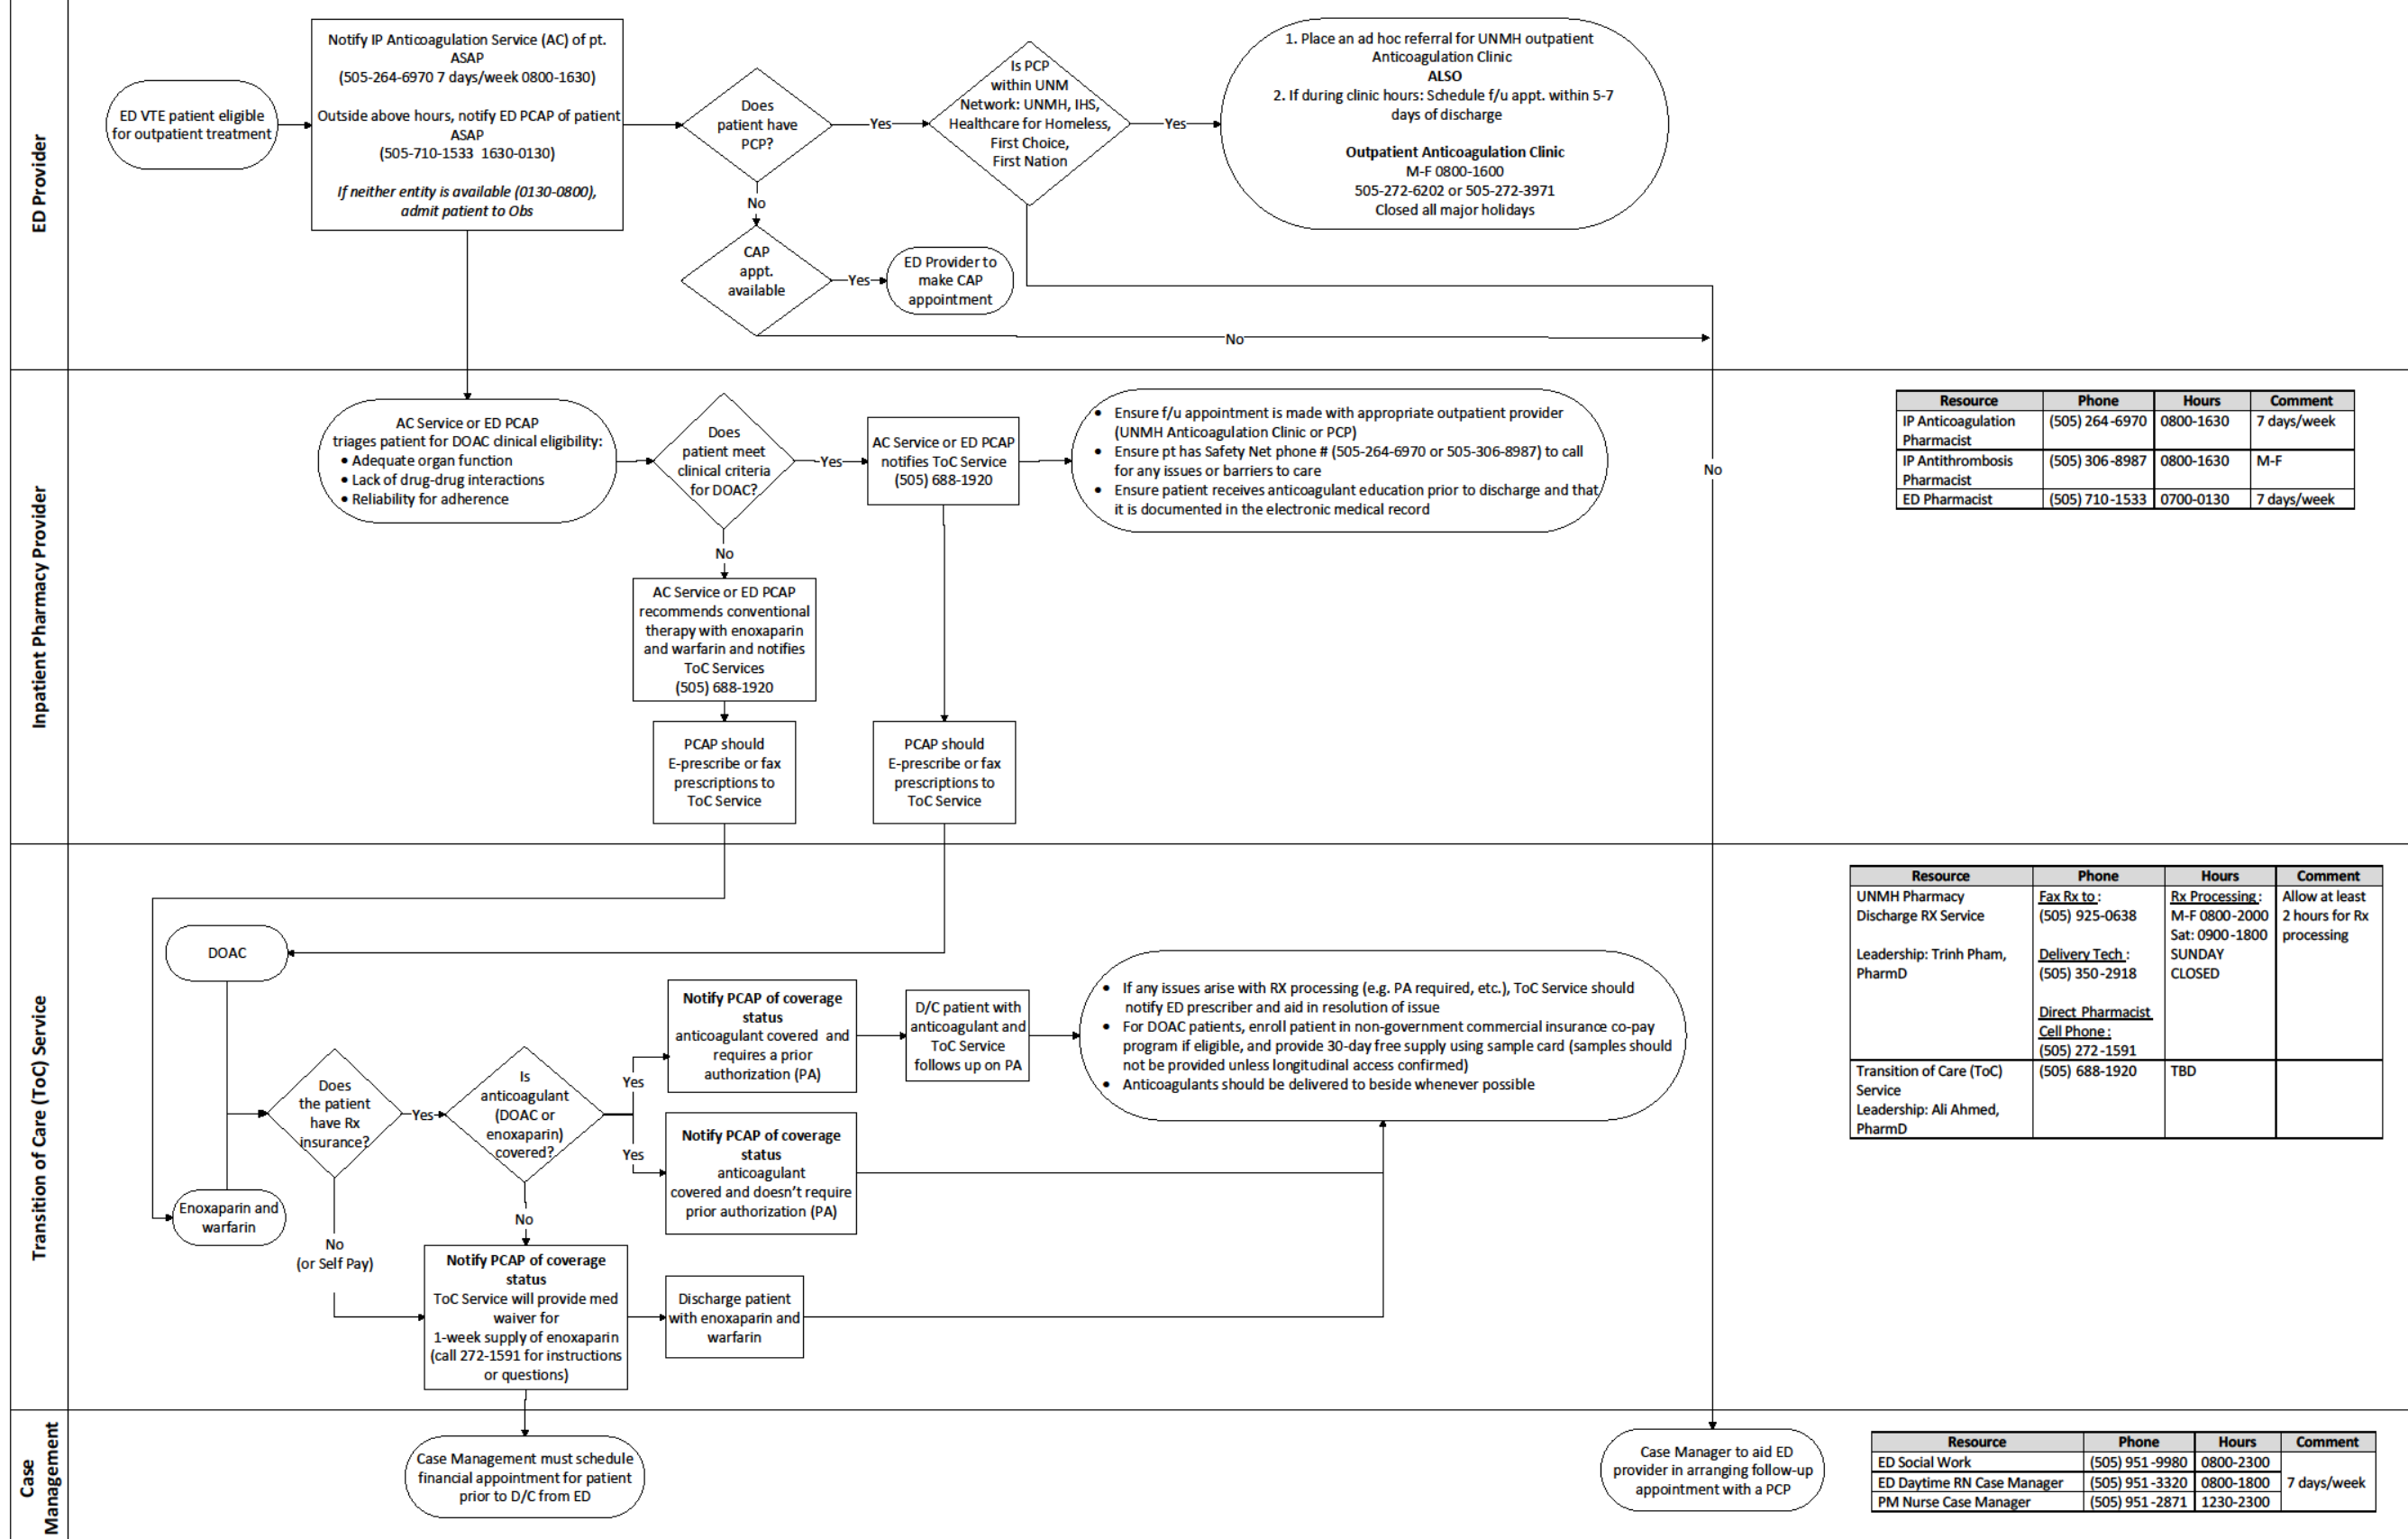 ED Provider
ED VTE patient eligible
for outpatient treatment
Notify IP Anticoagulation Service (AC) of pt.
ASAP
(505-264-6970 7 days/week 0800-1630)
Outside above hours, notify ED PCAP of patient
ASAP
(505-710-1533 1630-0130)
If neither entity is available (0130-0800),
admit patient to Obs
Does
patient have
PCP?
Yes
No
Is PCP
within UNM
Network: UNMH, IHS,
Healthcare for Homeless,
First Choice,
First Nation
Yes
1. Place an ad hoc referral for UNMH outpatient
Anticoagulation Clinic
ALSO
2. If during clinic hours: Schedule f/u appt. within 5-7
days of discharge
Outpatient Anticoagulation Clinic
M-F 0800-1600
505-272-6202 or 505-272-3971
Closed all major holidays
CAP
appt.
available
Yes
ED Provider to
make CAP
appointment
No
No
Inpatient Pharmacy Provider
AC Service or ED PCAP
triages patient for DOAC clinical eligibility:
• Adequate organ function
• Lack of drug-drug interactions
• Reliability for adherence
Does
patient meet
clinical criteria
for DOAC?
Yes
No
AC Service or ED PCAP
notifies ToC Service
(505) 688-1920
• Ensure f/u appointment is made with appropriate outpatient provider
(UNMH Anticoagulation Clinic or PCP)
• Ensure pt has Safety Net phone # (505-264-6970 or 505-306-8987) to call
for any issues or barriers to care
• Ensure patient receives anticoagulant education prior to discharge and that
it is documented in the electronic medical record
Resource Phone Hours Comment
IP Anticoagulation
Pharmacist (505) 264-6970 0800-1630 7 days/week
IP Antithrombosis
Pharmacist (505) 306-8987 0800-1630 M-F
ED Pharmacist (505) 710-1533 0700-0130 7 days/week
AC Service or ED PCAP
recommends conventional
therapy with enoxaparin
and warfarin and notifies
ToC Services
(505) 688-1920
PCAP should
E-prescribe or fax
prescriptions to
ToC Service
PCAP should
E-prescribe or fax
prescriptions to
ToC Service
Transition of Care (ToC) Service
DOAC
Enoxaparin and
warfarin
Does
the patient
have Rx
insurance?
Yes
No
(or Self Pay)
Is
anticoagulant
(DOAC or
enoxaparin)
covered?
Yes
Yes
No
Notify PCAP of coverage
status
anticoagulant covered and
requires a prior
authorization (PA)
D/C patient with
anticoagulant and
ToC Service
follows up on PA
Notify PCAP of coverage
status
anticoagulant
covered and doesn't require
prior authorization (PA)
Notify PCAP of coverage
status
ToC Service will provide med
waiver for
1-week supply of enoxaparin
(call 272-1591 for instructions
or questions)
Discharge patient
with enoxaparin and
warfarin
• If any issues arise with RX processing (e.g. PA required, etc.), ToC Service should
notify ED prescriber and aid in resolution of issue
• For DOAC patients, enroll patient in non-government commercial insurance co-pay
program if eligible, and provide 30-day free supply using sample card (samples should
not be provided unless longitudinal access confirmed)
• Anticoagulants should be delivered to beside whenever possible
Resource Phone Hours Comment
UNMH Pharmacy Fax Rx to : Rx Processing : Allow at least
Discharge RX Service (505) 925-0638 M-F 0800-2000 2 hours for Rx
Sat: 0900-1800 processing
Leadership: Trinh Pham, Delivery Tech : SUNDAY
PharmD (505) 350-2918 CLOSED
Direct Pharmacist
Cell Phone :
(505) 272-1591
Transition of Care (ToC) (505) 688-1920 TBD
Service
Leadership: Ali Ahmed,
PharmD
Case
Management
Case Management must schedule
financial appointment for patient
prior to D/C from ED
Case Manager to aid ED
provider in arranging follow-up
appointment with a PCP
Resource Phone Hours Comment
ED Social Work (505) 951-9980 0800-2300
ED Daytime RN Case Manager (505) 951-3320 0800-1800 7 days/week
PM Nurse Case Manager (505) 951-2871 1230-2300